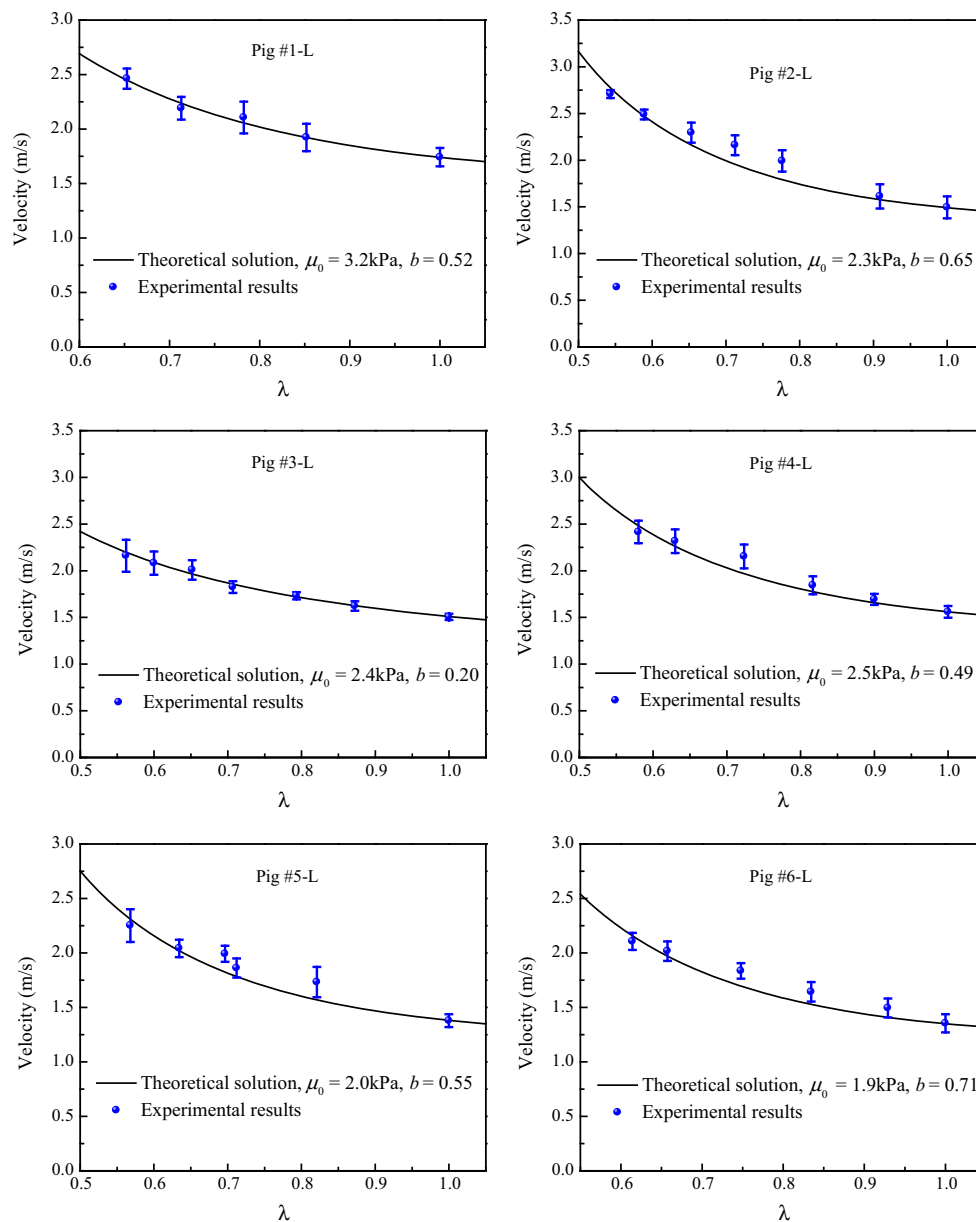 3.0
2.5
2.0
1.5
1.0
0.5
0.0
Velocity (m/s)
Pig #1-L
Theoretical solution, μ₀ = 3.2kPa, b = 0.52
Experimental results
0.6 0.7 0.8 0.9 1.0
λ
3.5
3.0
2.5
2.0
1.5
1.0
0.5
0.0
Velocity (m/s)
Pig #2-L
Theoretical solution, μ₀ = 2.3kPa, b = 0.65
Experimental results
0.5 0.6 0.7 0.8 0.9 1.0
λ
3.5
3.0
2.5
2.0
1.5
1.0
0.5
0.0
Velocity (m/s)
Pig #3-L
Theoretical solution, μ₀ = 2.4kPa, b = 0.20
Experimental results
0.5 0.6 0.7 0.8 0.9 1.0
λ
3.5
3.0
2.5
2.0
1.5
1.0
0.5
0.0
Velocity (m/s)
Pig #4-L
Theoretical solution, μ₀ = 2.5kPa, b = 0.49
Experimental results
0.5 0.6 0.7 0.8 0.9 1.0
λ
3.0
2.5
2.0
1.5
1.0
0.5
0.0
Velocity (m/s)
Pig #5-L
Theoretical solution, μ₀ = 2.0kPa, b = 0.55
Experimental results
0.5 0.6 0.7 0.8 0.9 1.0
λ
3.0
2.5
2.0
1.5
1.0
0.5
0.0
Velocity (m/s)
Pig #6-L
Theoretical solution, μ₀ = 1.9kPa, b = 0.71
Experimental results
0.6 0.7 0.8 0.9 1.0
λ